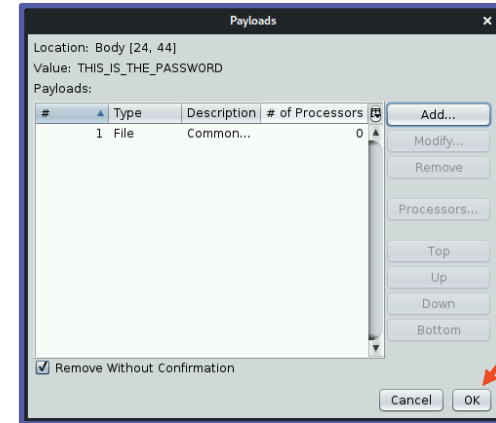 Payloads x
Location: Body [24, 44]
Value: THIS_IS_THE_PASSWORD
Payloads:
# Type Description # of Processors
1 File Common... 0
Add...
Modify...
Remove
Processors...
Top
Up
Down
Bottom
Remove Without Confirmation
Cancel OK